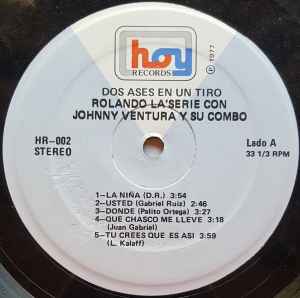 hoy
RECORDS
℗ 1977
DOS ASES EN UN TIRO
ROLANDO LA'SERIE CON
JOHNNY VENTURA Y SU COMBO
HR-002
STEREO
Lado A
33 1/3 RPM
1-LA NIÑA (D.R.) 3:54
2-USTED (Gabriel Ruiz) 2:46
3-DONDE (Palito Ortega) 3:27
4-QUE CHASCO ME LLEVE 3:18
(Juan Gabriel)
5-TU CREES QUE ES ASI 3:59
(L. Kalaff)